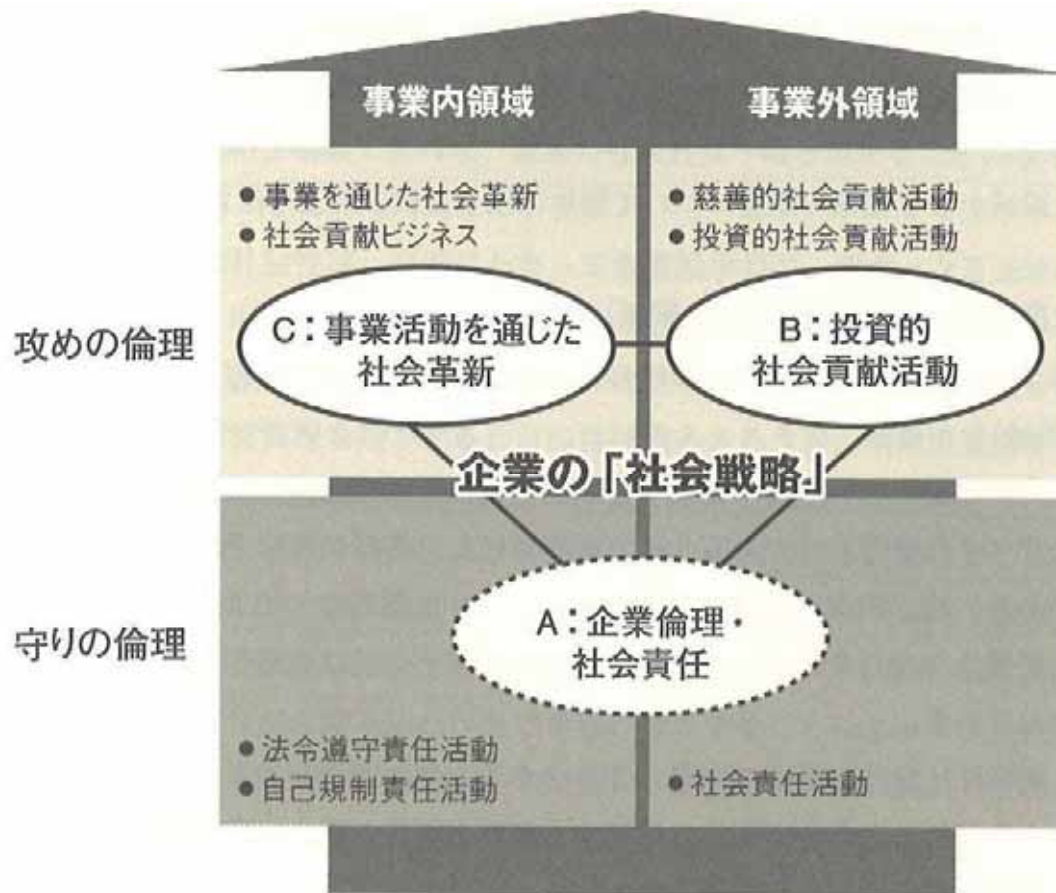 事業内領域
事業外領域
● 事業を通じた社会革新
● 社会貢献ビジネス
● 慈善的社会貢献活動
● 投資的社会貢献活動
攻めの倫理
C：事業活動を通じた
社会革新
B：投資的
社会貢献活動
企業の「社会戦略」
守りの倫理
A：企業倫理・
社会責任
● 法令遵守責任活動
● 自己規制責任活動
● 社会責任活動